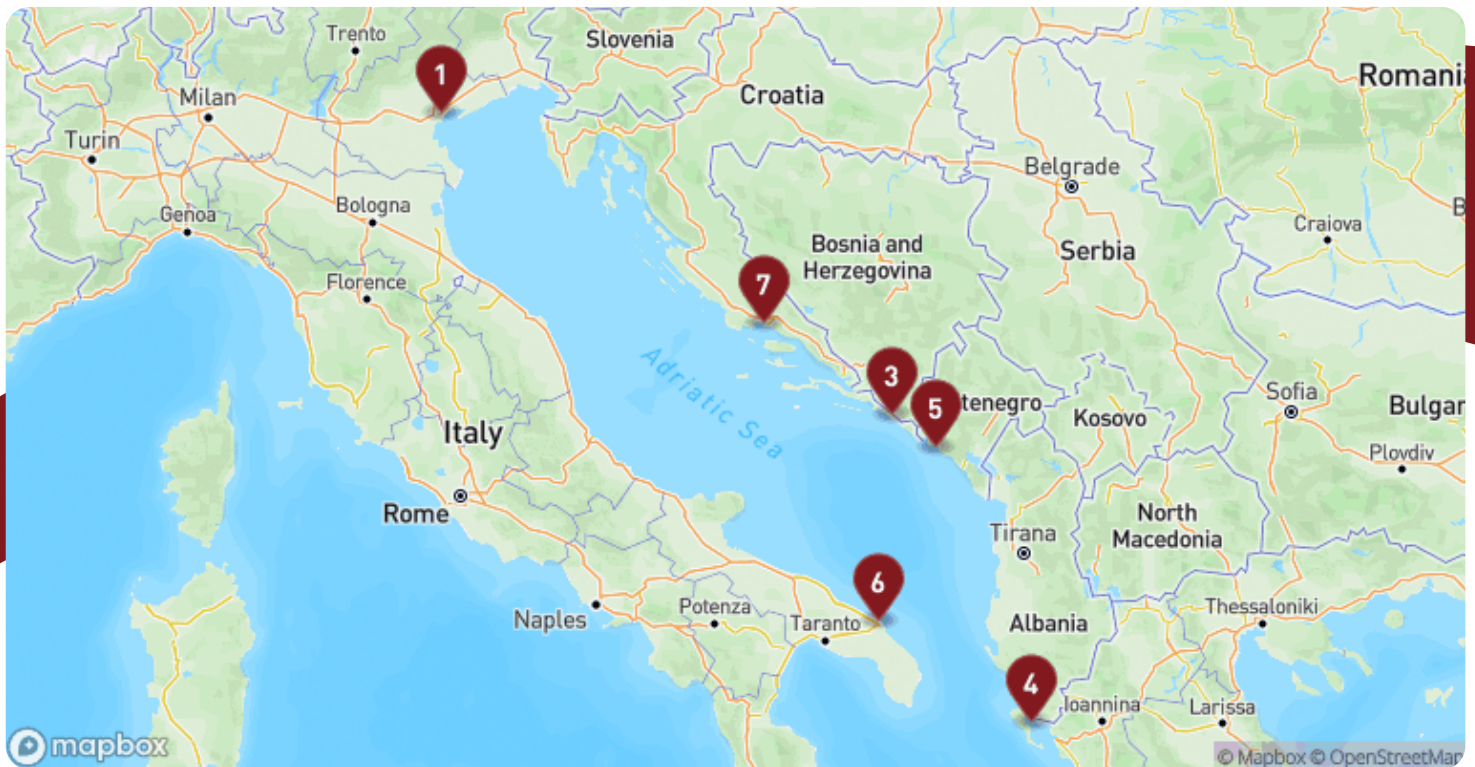 Trento
Slovenia
1
Romani
Croatia
Milan
Turin
Belgrade
Bologna
Genoa
B
Craiova
Bosnia and
Herzegovina
Serbia
Florence
7
Adriatic Sea
3
5
tenegro
Sofia
Kosovo
Bulgar
Italy
Plovdiv
Rome
North
Macedonia
Tirana
6
Naples
Potenza
Taranto
Albania
Thessaloniki
4
Ioannina
Larissa
mapbox
© Mapbox © OpenStreetMap